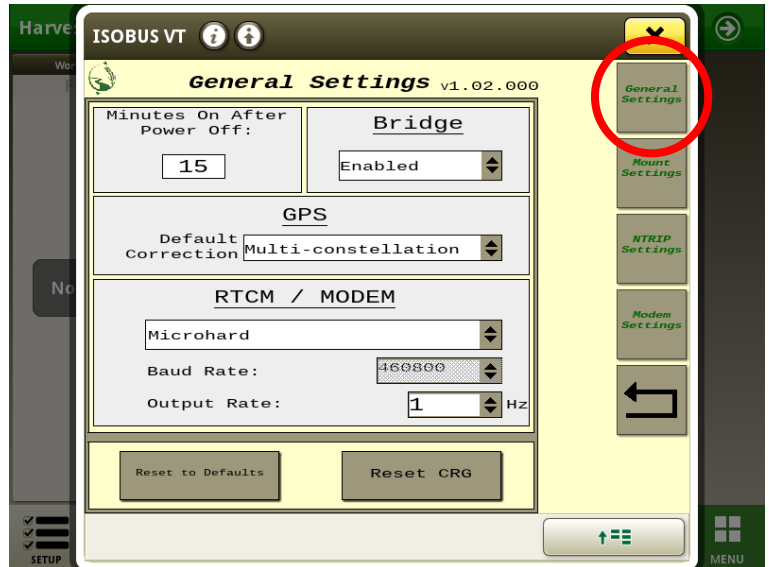 Harve
ISOBUS VT
Wor
General Settings v1.02.000
Minutes On After
Power Off:
15
Bridge
Enabled
GPS
Default
Correction
Multi-constellation
RTCM / MODEM
Microhard
Baud Rate:
460800
Output Rate:
1
Hz
Reset to Defaults
Reset CRG
General
Settings
Mount
Settings
NTRIP
Settings
Modem
Settings
No
SETUP
MENU